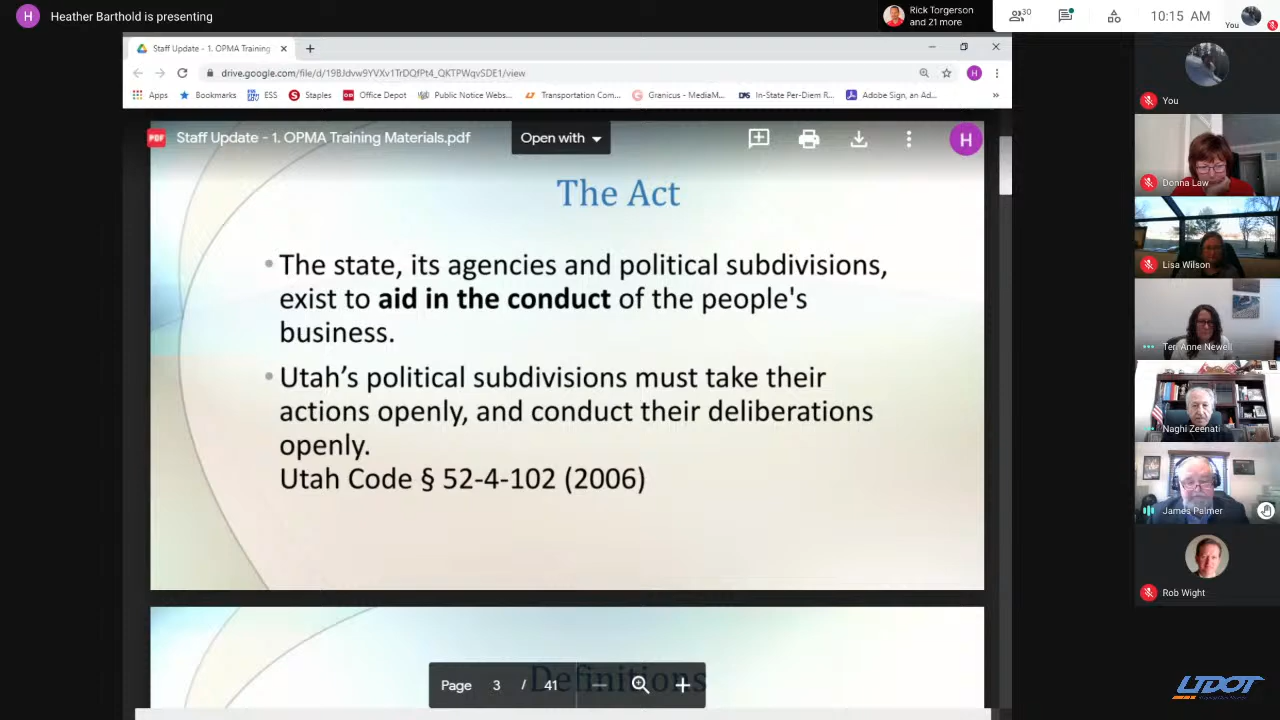 H Heather Barthold is presenting
Rick Torgerson
and 21 more
30
10:15 AM
You
Staff Update - 1. OPMA Training
drive.google.com/file/d/19BJdvw9YVXv1TrDQfPt4_QKTPWqvSDE1/view
H
Apps Bookmarks ESS Staples Office Depot Public Notice Webs... Transportation Com... Granicus - MediaM... In-State Per-Diem R... Adobe Sign, an Ad... »
PDF Staff Update - 1. OPMA Training Materials.pdf
Open with
H
The Act
• The state, its agencies and political subdivisions,
exist to aid in the conduct of the people's
business.
• Utah’s political subdivisions must take their
actions openly, and conduct their deliberations
openly.
Utah Code § 52-4-102 (2006)
Definitions
Page 3 / 41
You
Donna Law
Lisa Wilson
Teri Anne Newell
Naghi Zeenati
James Palmer
Rob Wight
UDOT